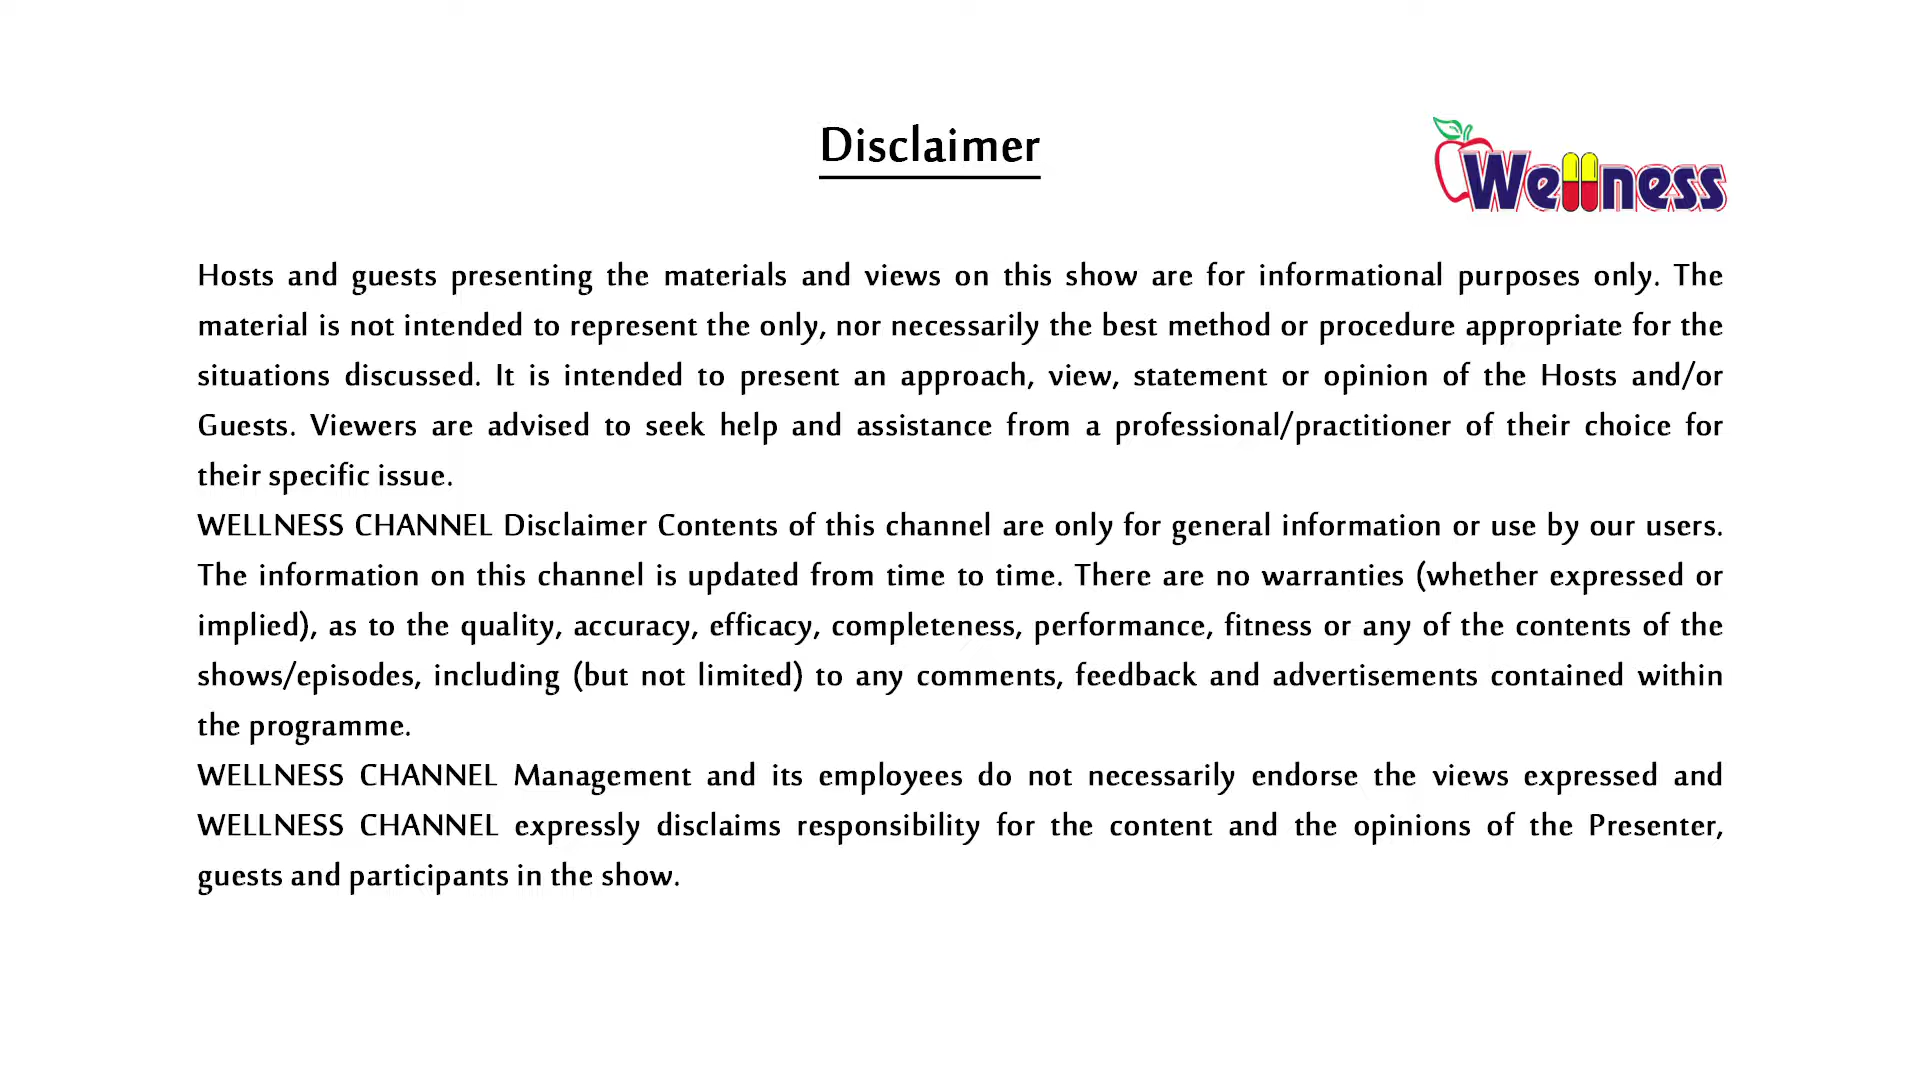 Disclaimer
Wellness
Hosts and guests presenting the materials and views on this show are for informational purposes only. The
material is not intended to represent the only, nor necessarily the best method or procedure appropriate for the
situations discussed. It is intended to present an approach, view, statement or opinion of the Hosts and/or
Guests. Viewers are advised to seek help and assistance from a professional/practitioner of their choice for
their specific issue.
WELLNESS CHANNEL Disclaimer Contents of this channel are only for general information or use by our users.
The information on this channel is updated from time to time. There are no warranties (whether expressed or
implied), as to the quality, accuracy, efficacy, completeness, performance, fitness or any of the contents of the
shows/episodes, including (but not limited) to any comments, feedback and advertisements contained within
the programme.
WELLNESS CHANNEL Management and its employees do not necessarily endorse the views expressed and
WELLNESS CHANNEL expressly disclaims responsibility for the content and the opinions of the Presenter,
guests and participants in the show.